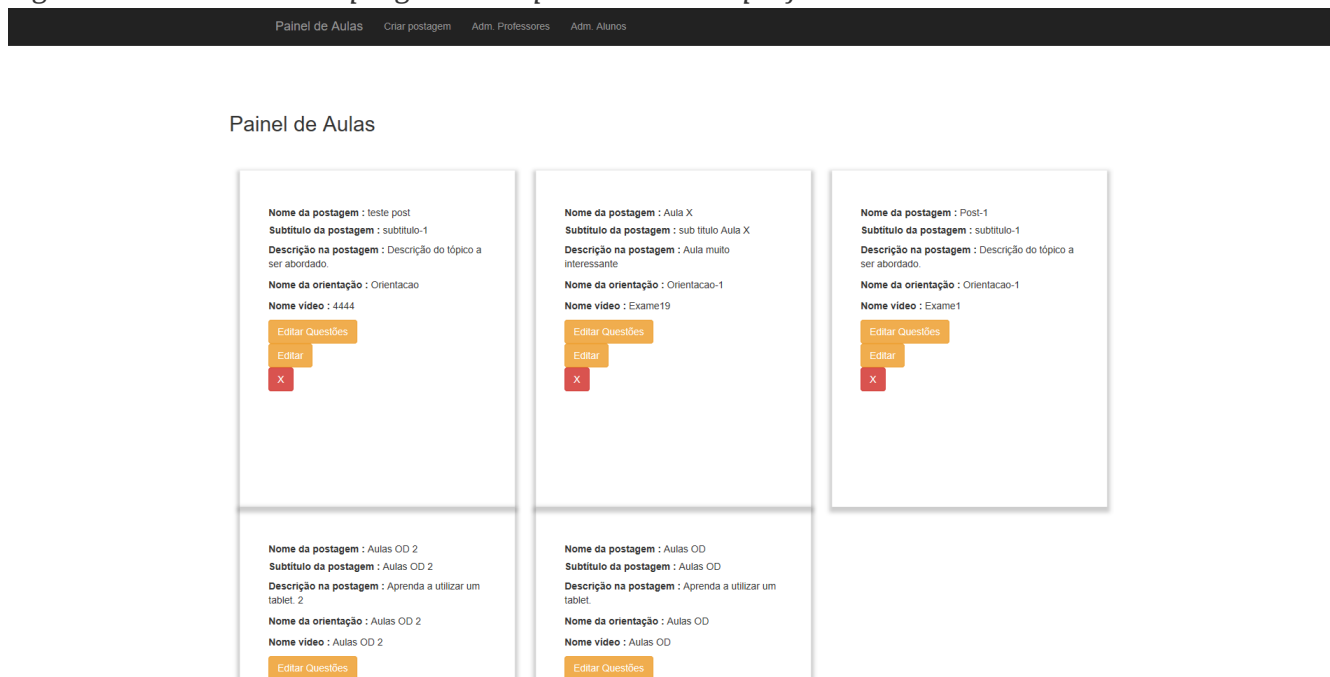 Painel de Aulas Criar postagem Adm. Professores Adm. Alunos
Painel de Aulas
Nome da postagem : teste post
Subtitulo da postagem : subtitulo-1
Descrição na postagem : Descrição do tópico a
ser abordado.
Nome da orientação : Orientacao
Nome vídeo : 4444
Editar Questões
Editar
X
Nome da postagem : Aula X
Subtitulo da postagem : sub titulo Aula X
Descrição na postagem : Aula muito
interessante
Nome da orientação : Orientacao-1
Nome vídeo : Exame19
Editar Questões
Editar
X
Nome da postagem : Post-1
Subtitulo da postagem : subtitulo-1
Descrição na postagem : Descrição do tópico a
ser abordado.
Nome da orientação : Orientacao-1
Nome vídeo : Exame1
Editar Questões
Editar
X
Nome da postagem : Aulas OD 2
Subtitulo da postagem : Aulas OD 2
Descrição na postagem : Aprenda a utilizar um
tablet. 2
Nome da orientação : Aulas OD 2
Nome vídeo : Aulas OD 2
Editar Questões
Nome da postagem : Aulas OD
Subtitulo da postagem : Aulas OD
Descrição na postagem : Aprenda a utilizar um
tablet.
Nome da orientação : Aulas OD
Nome vídeo : Aulas OD
Editar Questões